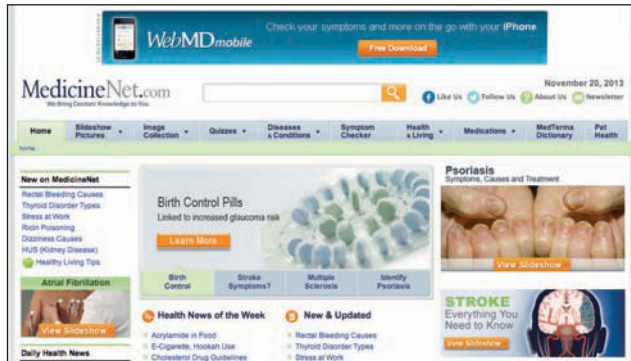 Check your symptoms and more on the go with your iPhone
WebMD mobile
Free Download
MedicineNet.com
We Bring Doctors' Knowledge to You
November 20, 2013
Like Us Follow Us About Us Newsletter
Home
Slideshow Pictures
Image Collection
Quizzes
Diseases & Conditions
Symptom Checker
Health & Living
Medications
MedTerms Dictionary
Pet Health
home
New on MedicineNet
Rectal Bleeding Causes
Thyroid Disorder Types
Stress at Work
Ricin Poisoning
Dizziness Causes
HUS (Kidney Disease)
Healthy Living Tips
Atrial Fibrillation
View Slideshow
Daily Health News
Birth Control Pills
Linked to increased glaucoma risk
Learn More
Birth Control
Stroke Symptoms?
Multiple Sclerosis
Identify Psoriasis
Health News of the Week
Acrylamide in Food
E-Cigarette, Hookah Use
Cholesterol Drug Guidelines
New & Updated
Rectal Bleeding Causes
Thyroid Disorder Types
Stress at Work
Psoriasis
Symptoms, Causes and Treatment
View Slideshow
STROKE
Everything You
Need to Know
View Slideshow